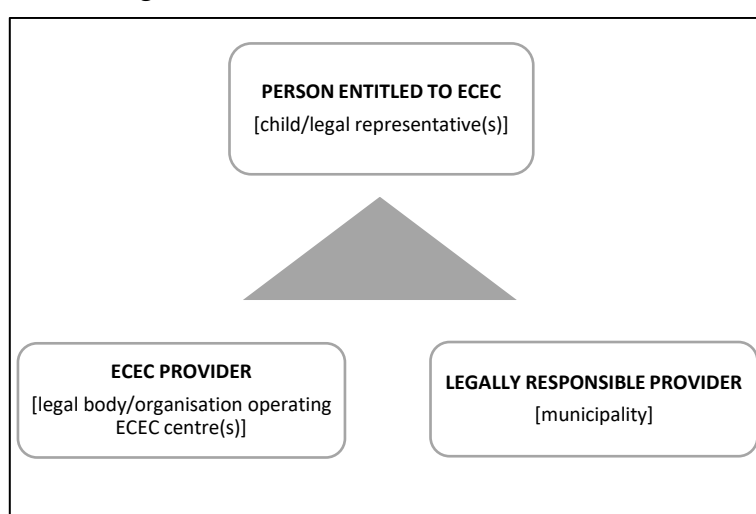 PERSON ENTITLED TO ECEC
[child/legal representative(s)]
ECEC PROVIDER
[legal body/organisation operating
ECEC centre(s)]
LEGALLY RESPONSIBLE PROVIDER
[municipality]